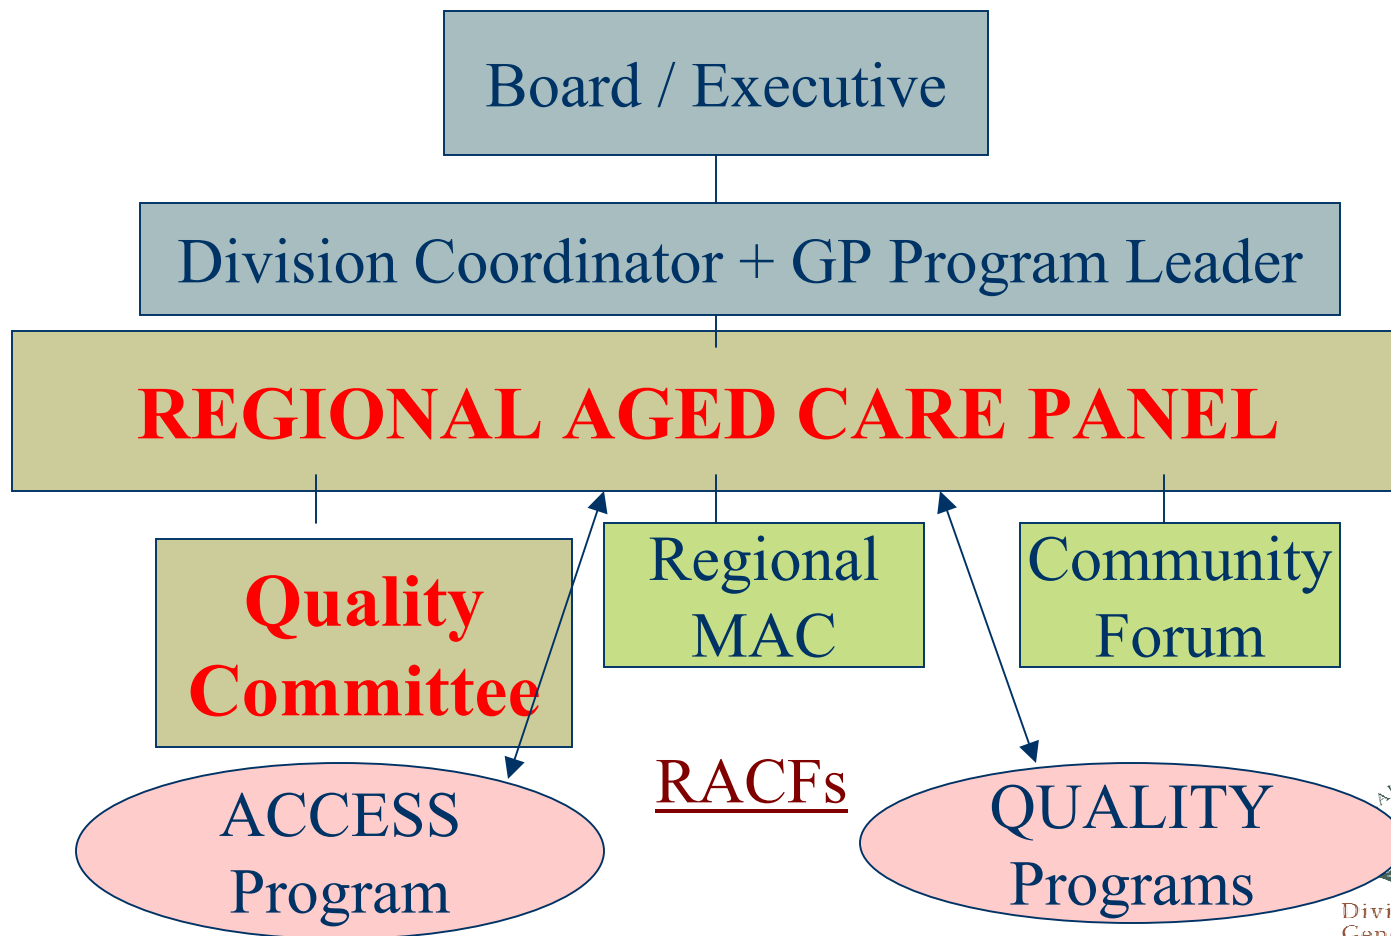 Board / Executive
Division Coordinator + GP Program Leader
REGIONAL AGED CARE PANEL
Quality
Committee
Regional
MAC
Community
Forum
RACFs
ACCESS
Program
QUALITY
Programs